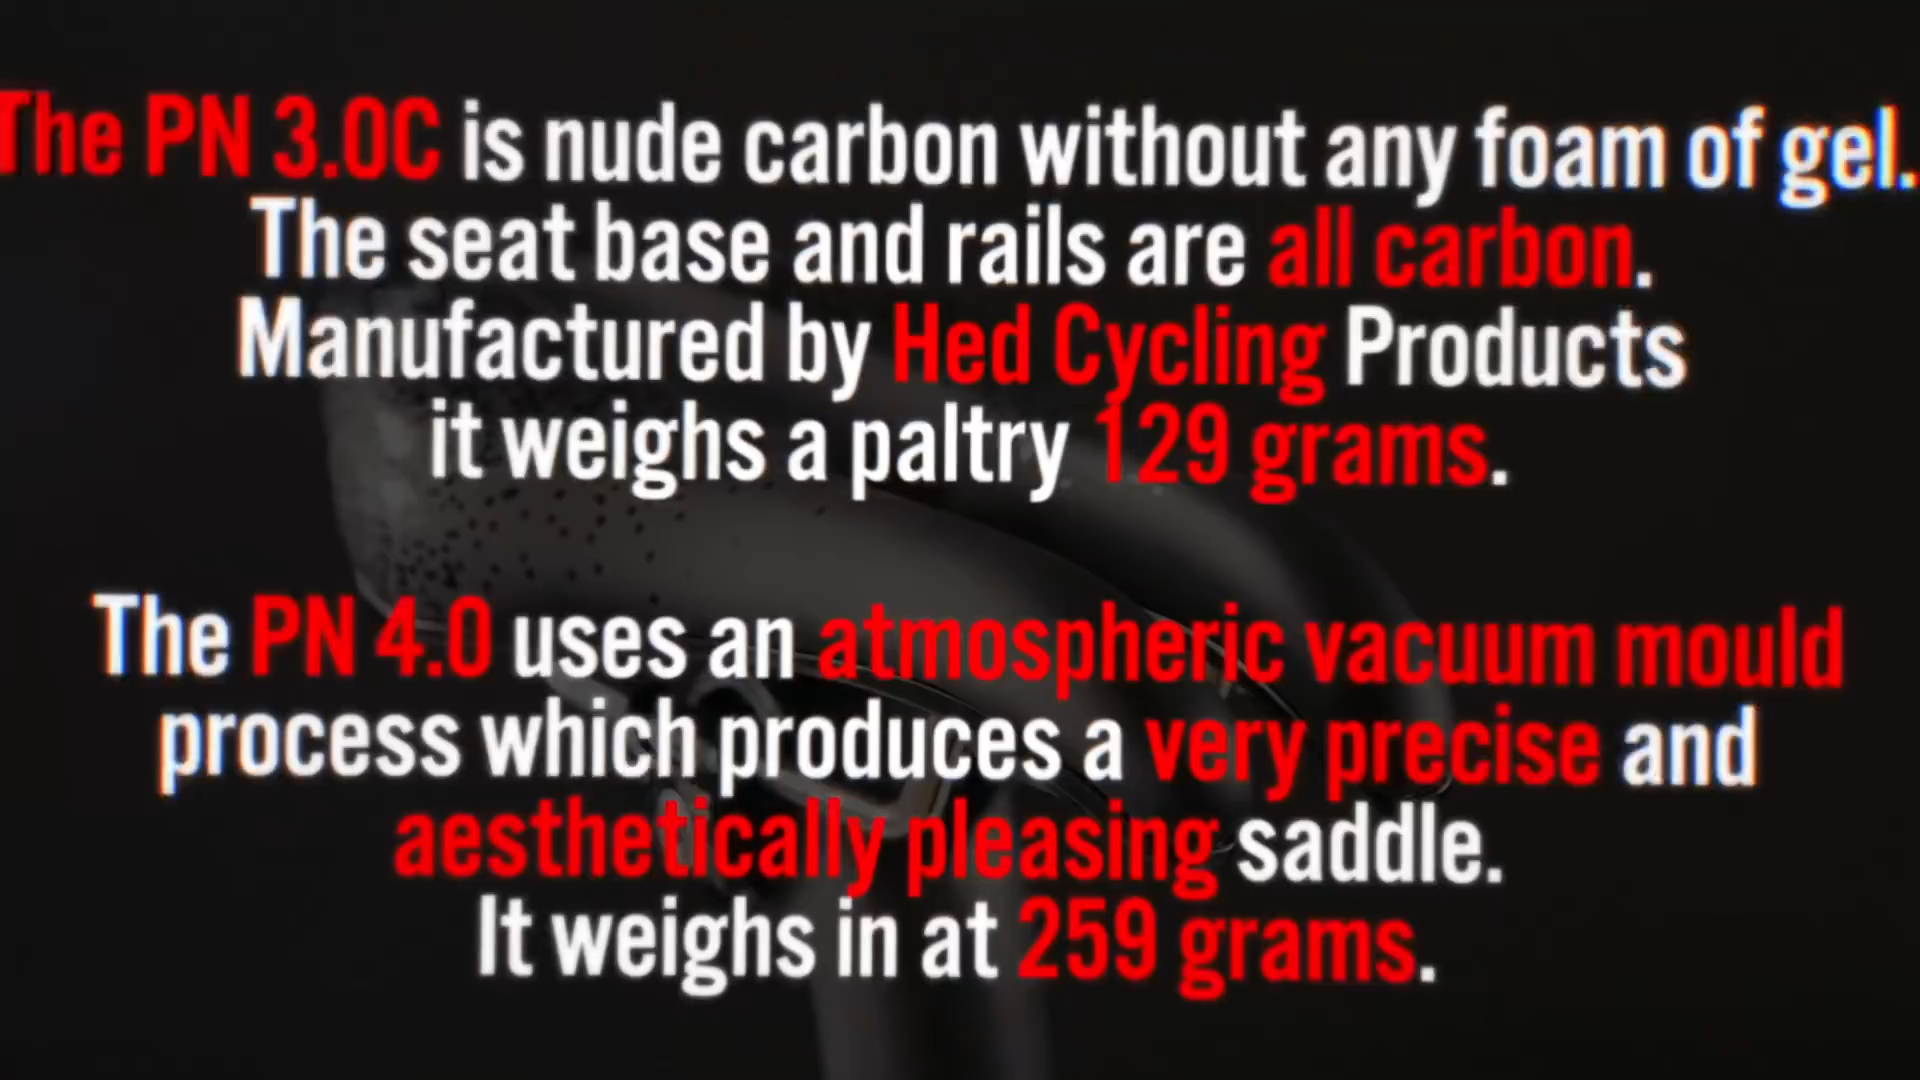 The PN 3.0C is nude carbon without any foam of gel.
The seat base and rails are all carbon.
Manufactured by Hed Cycling Products
it weighs a paltry 129 grams.
The PN 4.0 uses an atmospheric vacuum mould
process which produces a very precise and
aesthetically pleasing saddle.
It weighs in at 259 grams.